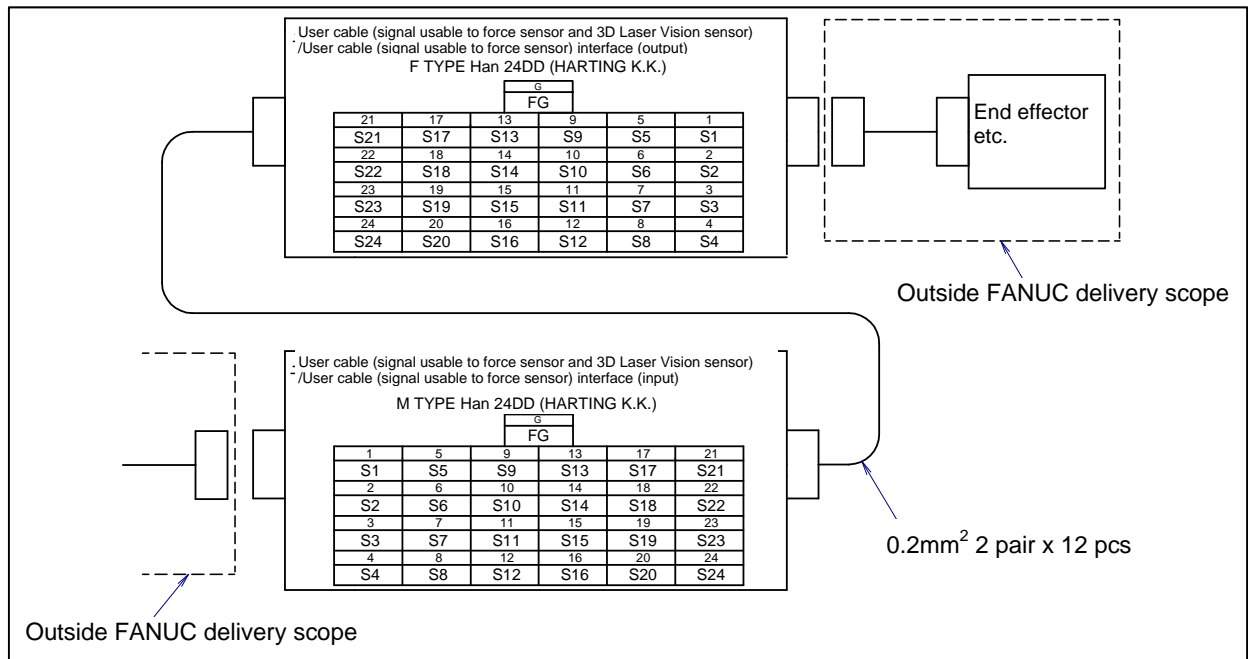 User cable (signal usable to force sensor and 3D Laser Vision sensor)
/User cable (signal usable to force sensor) interface (output)
F TYPE Han 24DD (HARTING K.K.)
G
FG
21 17 13 9 5 1
S21 S17 S13 S9 S5 S1
22 18 14 10 6 2
S22 S18 S14 S10 S6 S2
23 19 15 11 7 3
S23 S19 S15 S11 S7 S3
24 20 16 12 8 4
S24 S20 S16 S12 S8 S4
End effector
etc.
Outside FANUC delivery scope
User cable (signal usable to force sensor and 3D Laser Vision sensor)
/User cable (signal usable to force sensor) interface (input)
M TYPE Han 24DD (HARTING K.K.)
G
FG
1 5 9 13 17 21
S1 S5 S9 S13 S17 S21
2 6 10 14 18 22
S2 S6 S10 S14 S18 S22
3 7 11 15 19 23
S3 S7 S11 S15 S19 S23
4 8 12 16 20 24
S4 S8 S12 S16 S20 S24
0.2mm² 2 pair x 12 pcs
Outside FANUC delivery scope